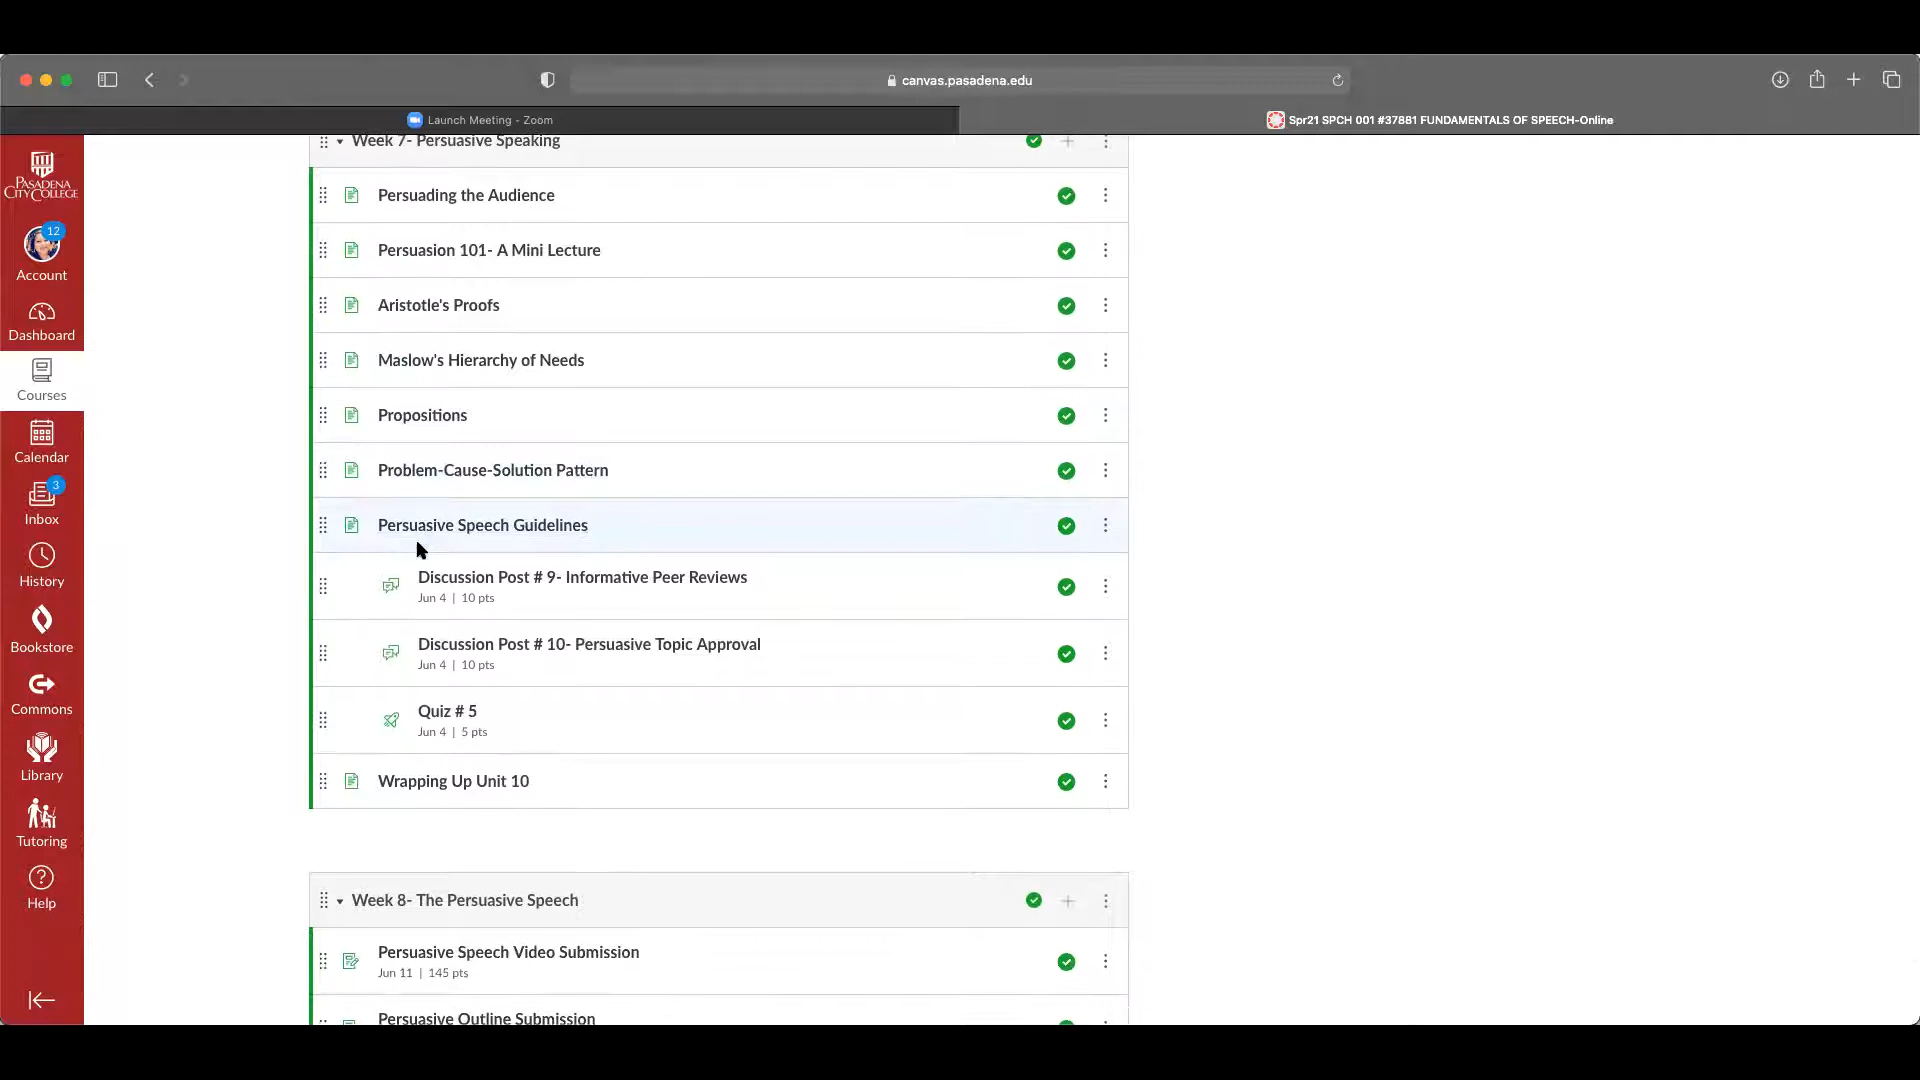 canvas.pasadena.edu
Launch Meeting - Zoom
Spr21 SPCH 001 #37881 FUNDAMENTALS OF SPEECH-Online
PASADENA
CITY COLLEGE
12
Account
Dashboard
Courses
Calendar
3
Inbox
History
Bookstore
Commons
Library
Tutoring
Help
Week 7- Persuasive Speaking
Persuading the Audience
Persuasion 101- A Mini Lecture
Aristotle's Proofs
Maslow's Hierarchy of Needs
Propositions
Problem-Cause-Solution Pattern
Persuasive Speech Guidelines
Discussion Post # 9- Informative Peer Reviews
Jun 4 | 10 pts
Discussion Post # 10- Persuasive Topic Approval
Jun 4 | 10 pts
Quiz # 5
Jun 4 | 5 pts
Wrapping Up Unit 10
Week 8- The Persuasive Speech
Persuasive Speech Video Submission
Jun 11 | 145 pts
Persuasive Outline Submission